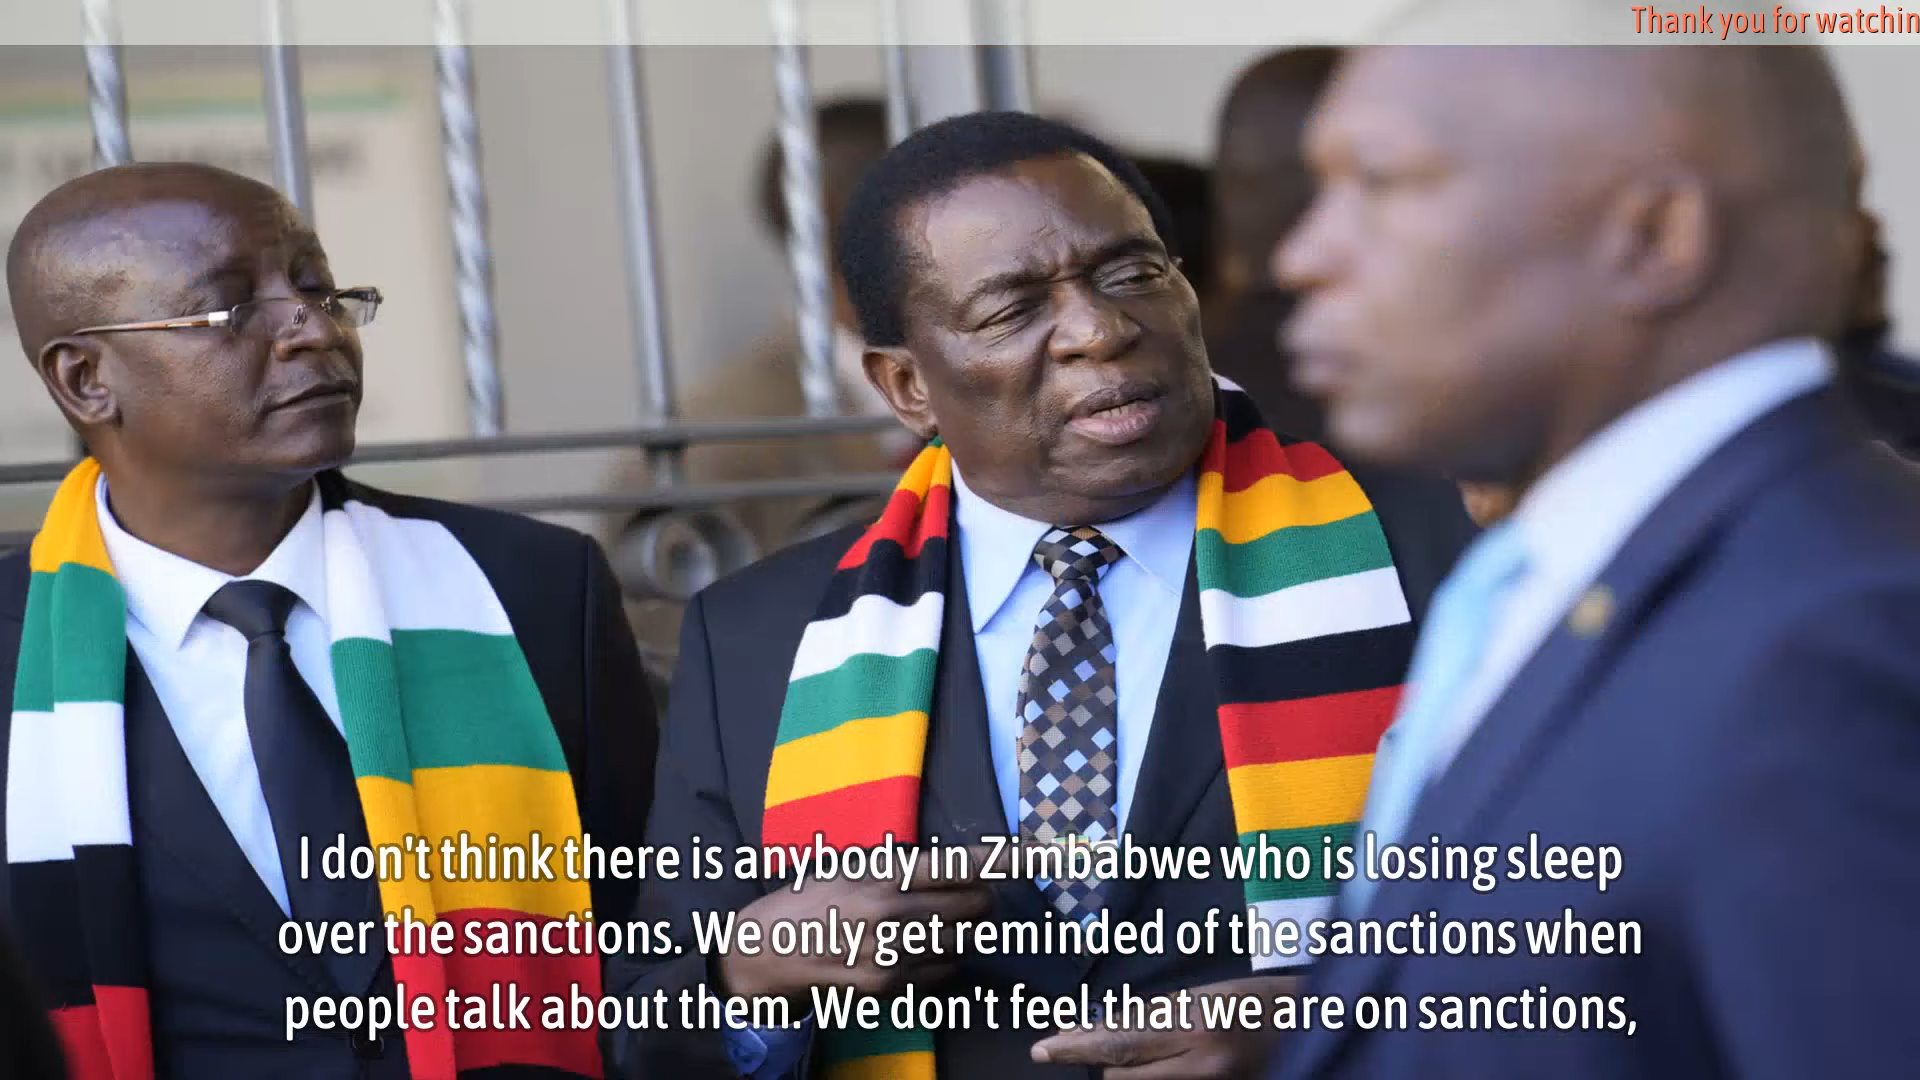 Thank you for watchin
I don't think there is anybody in Zimbabwe who is losing sleep
over the sanctions. We only get reminded of the sanctions when
people talk about them. We don't feel that we are on sanctions,